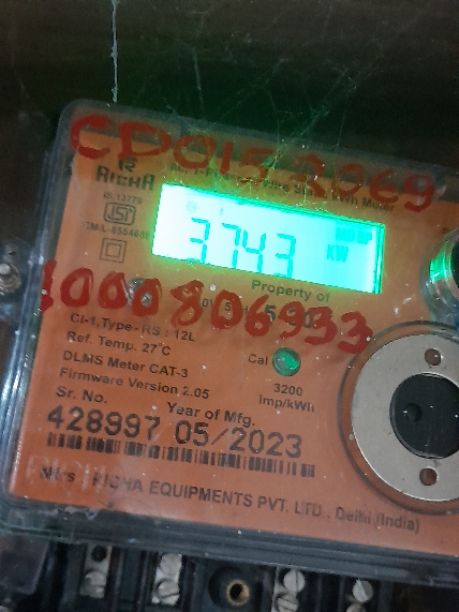 CD0152069
RICHA
kWh Meter
3.743
KW
Property of
1000806933
Cl-1, Type - RS : 12L
Ref. Temp. 27°C
Cal
DLMS Meter CAT-3
3200
Imp/kWh
Firmware Version 2.05
Sr. No.
Year of Mfg.
428997 05/2023
RICHA EQUIPMENTS PVT. LTD., Delhi (India)